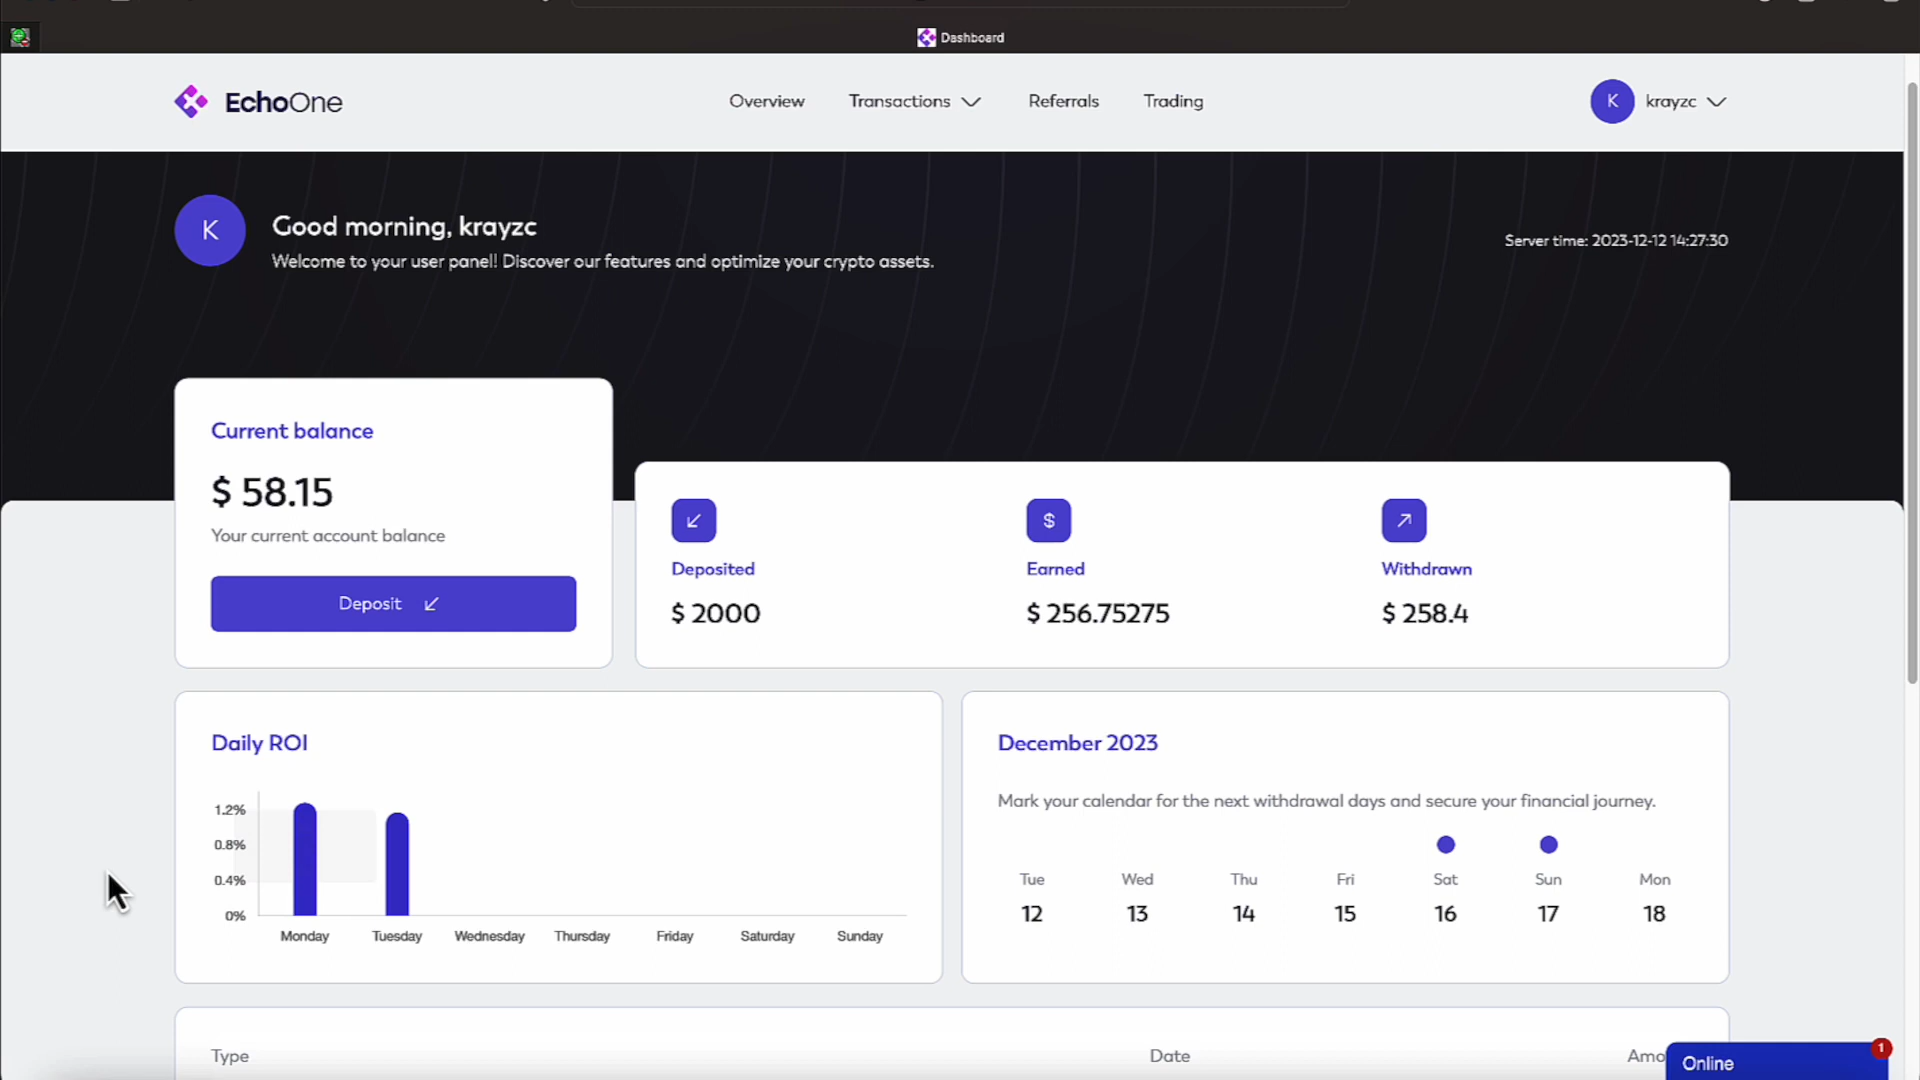 Dashboard
EchoOne
Overview
Transactions
Referrals
Trading
K
krayzc
K
Good morning, krayzc
Welcome to your user panel! Discover our features and optimize your crypto assets.
Server time: 2023-12-12 14:27:30
Current balance
$ 58.15
Your current account balance
Deposit
$
Deposited
Earned
Withdrawn
$ 2000
$ 256.75275
$ 258.4
Daily ROI
1.2%
0.8%
0.4%
0%
Monday
Tuesday
Wednesday
Thursday
Friday
Saturday
Sunday
December 2023
Mark your calendar for the next withdrawal days and secure your financial journey.
Tue
Wed
Thu
Fri
Sat
Sun
Mon
12
13
14
15
16
17
18
Type
Date
Amo
Online
1